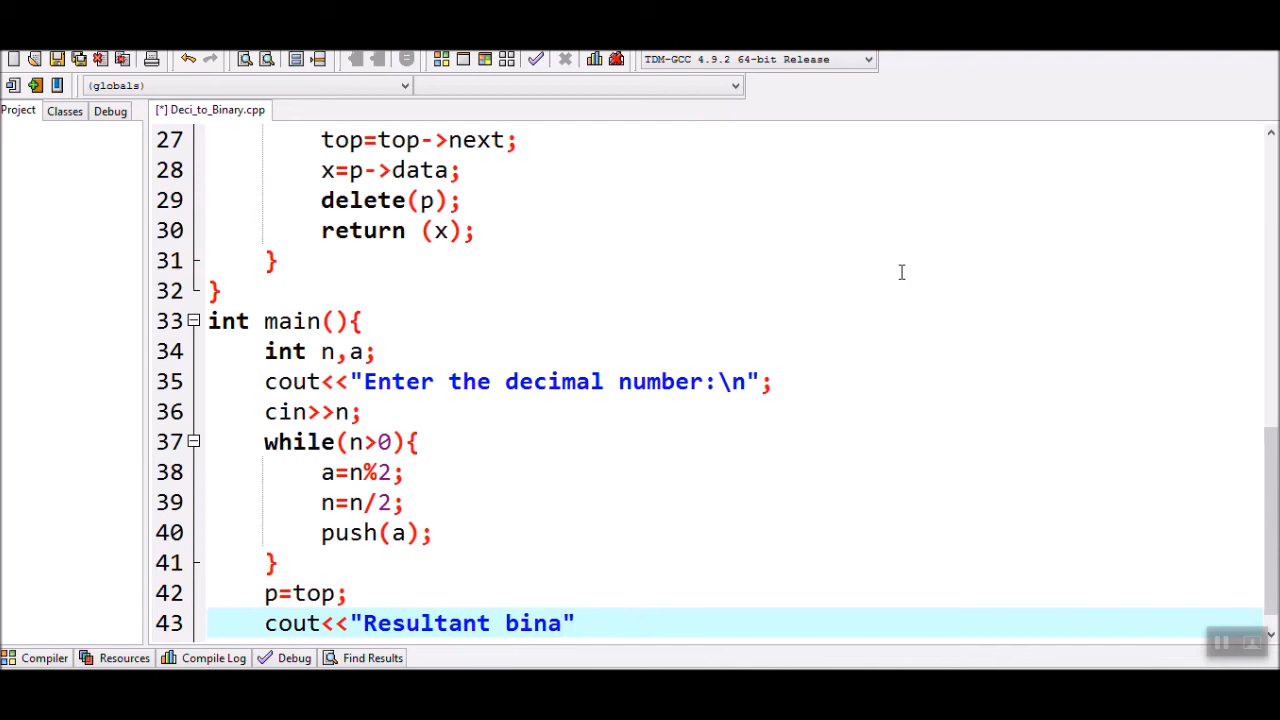 TDM-GCC 4.9.2 64-bit Release
(globals)
Project Classes Debug [*] Deci_to_Binary.cpp
27 top=top->next;
28 x=p->data;
29 delete(p);
30 return (x);
31 }
32 }
33 int main(){
34 int n,a;
35 cout<<"Enter the decimal number:\n";
36 cin>>n;
37 while(n>0){
38 a=n%2;
39 n=n/2;
40 push(a);
41 }
42 p=top;
43 cout<<"Resultant bina"
Compiler Resources Compile Log Debug Find Results